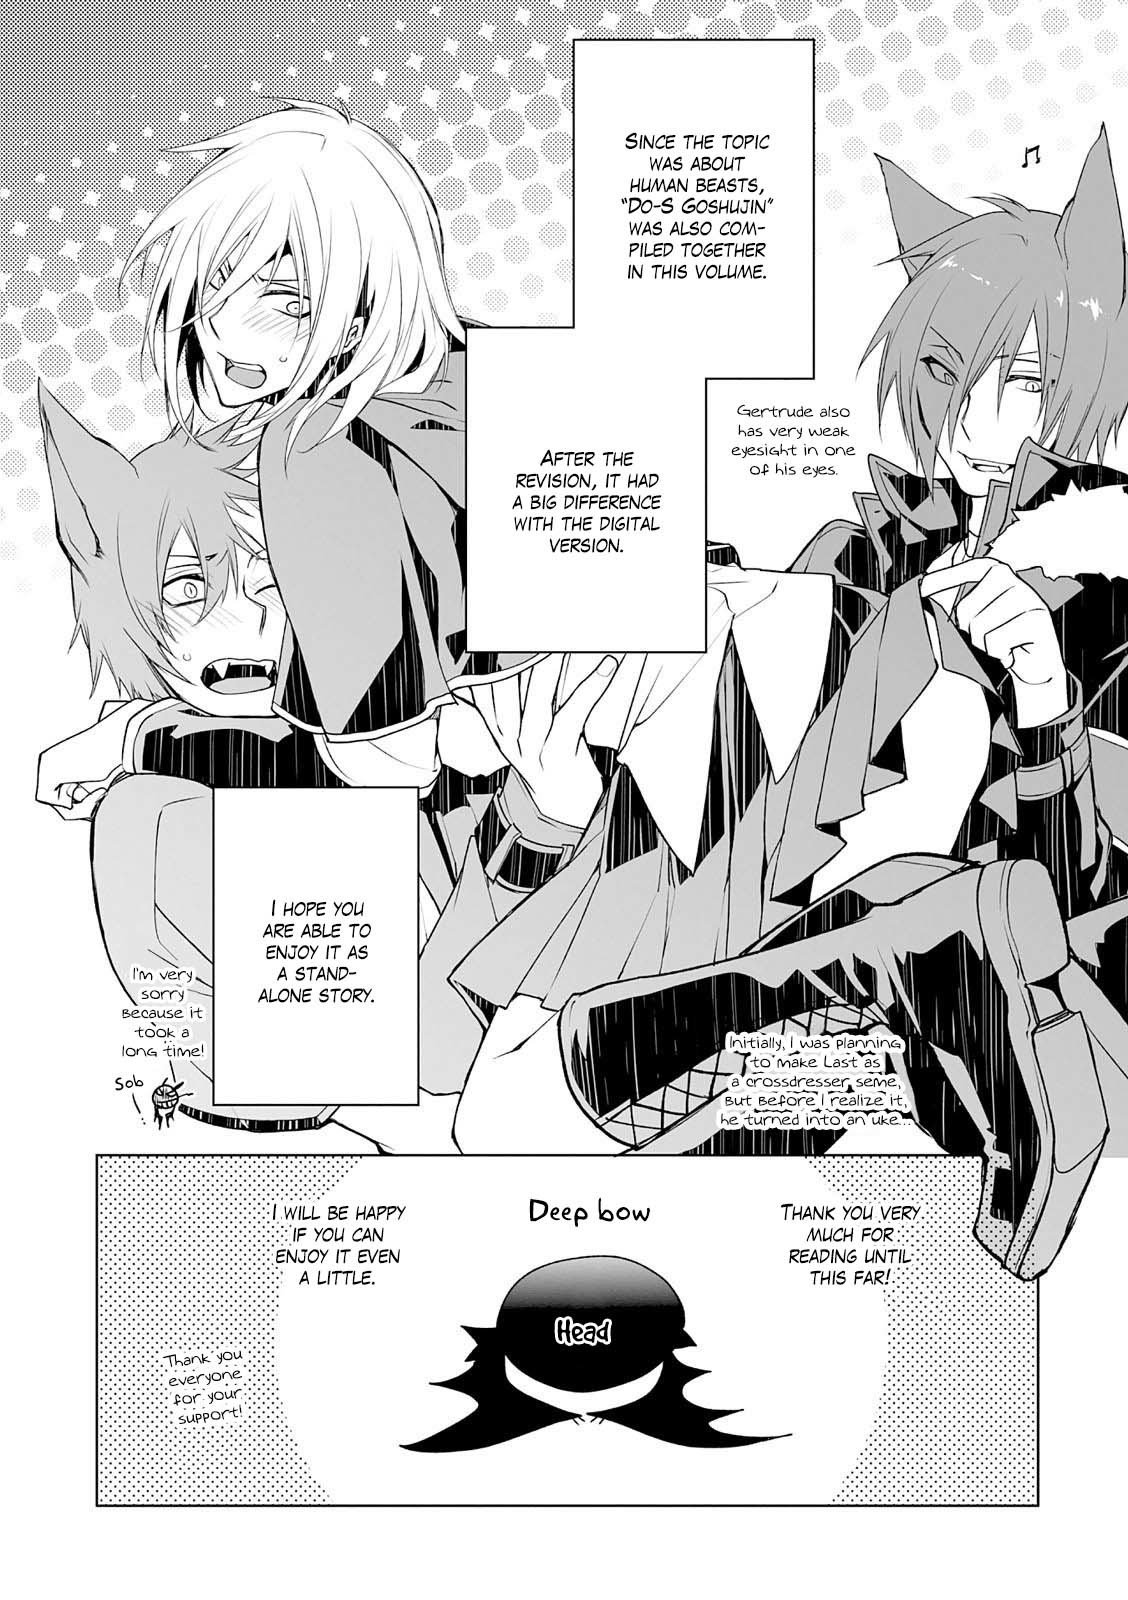 SINCE THE TOPIC
WAS ABOUT
HUMAN BEASTS,
"DO-S GOSHUJIN"
WAS ALSO COM-
PILED TOGETHER
IN THIS VOLUME.
Gertrude also
has very weak
eyesight in one
of his eyes.
AFTER THE
REVISION, IT HAD
A BIG DIFFERENCE
WITH THE DIGITAL
VERSION.
I HOPE YOU
ARE ABLE TO
ENJOY IT AS
A STAND-
ALONE STORY.
I'm very
sorry
because it
took a
long time!
Sob
Initially, I was planning
to make Last as
a crossdresser seme,
but before I realize it,
he turned into an uke...
THANK YOU VERY
MUCH FOR
READING UNTIL
THIS FAR!
Deep bow
Head
I WILL BE HAPPY
IF YOU CAN
ENJOY IT EVEN
A LITTLE.
Thank you
everyone
for your
support!